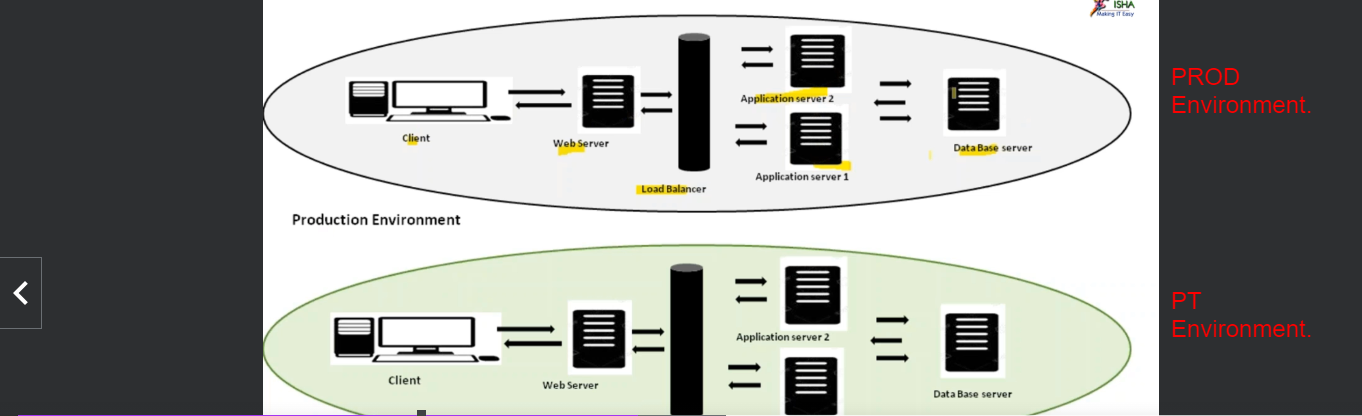 ISHA
Making IT Easy
PROD
Environment.
Application server 2
Client
Web Server
Data Base server
Application server 1
Load Balancer
Production Environment
PT
Environment.
Application server 2
Client
Web Server
Data Base server